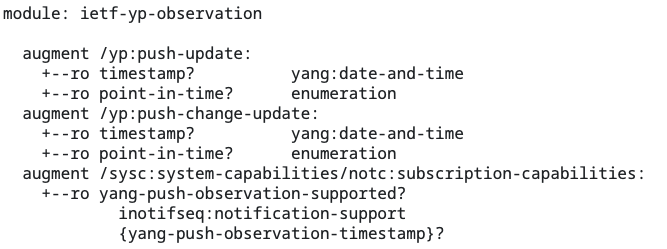 module: ietf-yp-observation

  augment /yp:push-update:
    +--ro timestamp?         yang:date-and-time
    +--ro point-in-time?     enumeration
  augment /yp:push-change-update:
    +--ro timestamp?         yang:date-and-time
    +--ro point-in-time?     enumeration
  augment /sysc:system-capabilities/notc:subscription-capabilities:
    +--ro yang-push-observation-supported?
            inotifseq:notification-support
            {yang-push-observation-timestamp}?